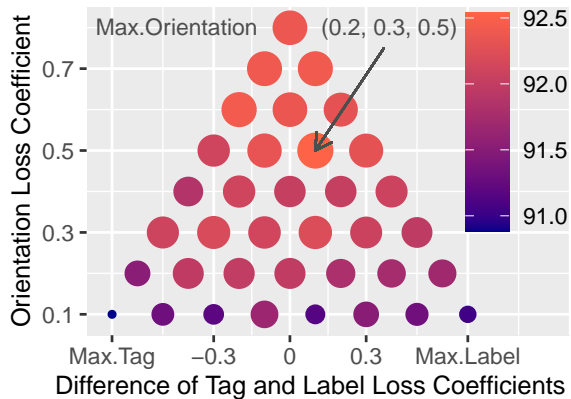 Max.Orientation (0.2, 0.3, 0.5)
92.5
92.0
91.5
91.0
Orientation Loss Coefficient
0.7
0.5
0.3
0.1
Max.Tag −0.3 0 0.3 Max.Label
Difference of Tag and Label Loss Coefficients